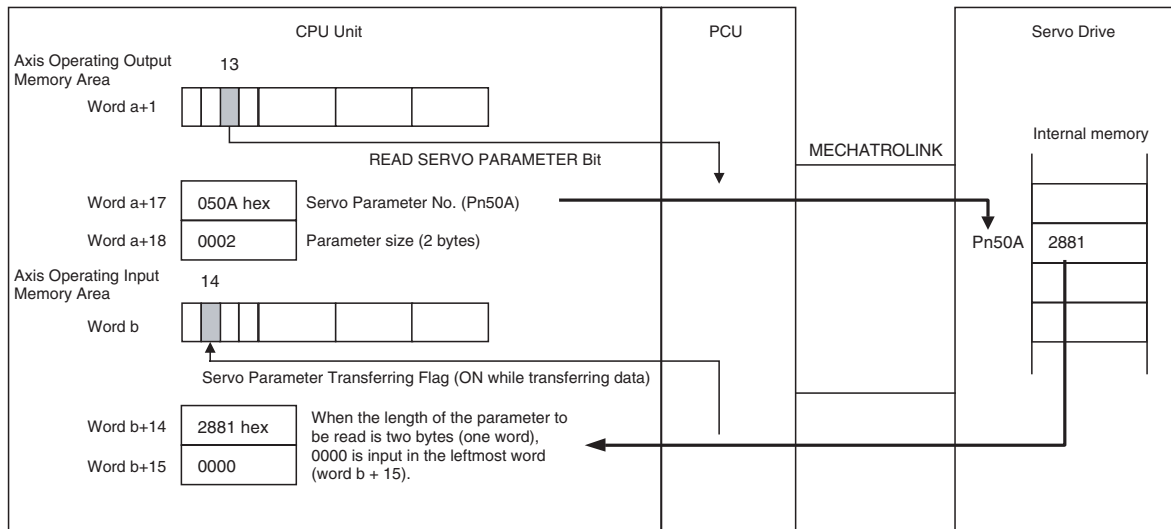 CPU Unit
PCU
Servo Drive
Axis Operating Output
Memory Area
13
Word a+1
READ SERVO PARAMETER Bit
MECHATROLINK
Internal memory
Word a+17
050A hex
Servo Parameter No. (Pn50A)
Word a+18
0002
Parameter size (2 bytes)
Pn50A
2881
Axis Operating Input
Memory Area
14
Word b
Servo Parameter Transferring Flag (ON while transferring data)
Word b+14
2881 hex
Word b+15
0000
When the length of the parameter to
be read is two bytes (one word),
0000 is input in the leftmost word
(word b + 15).